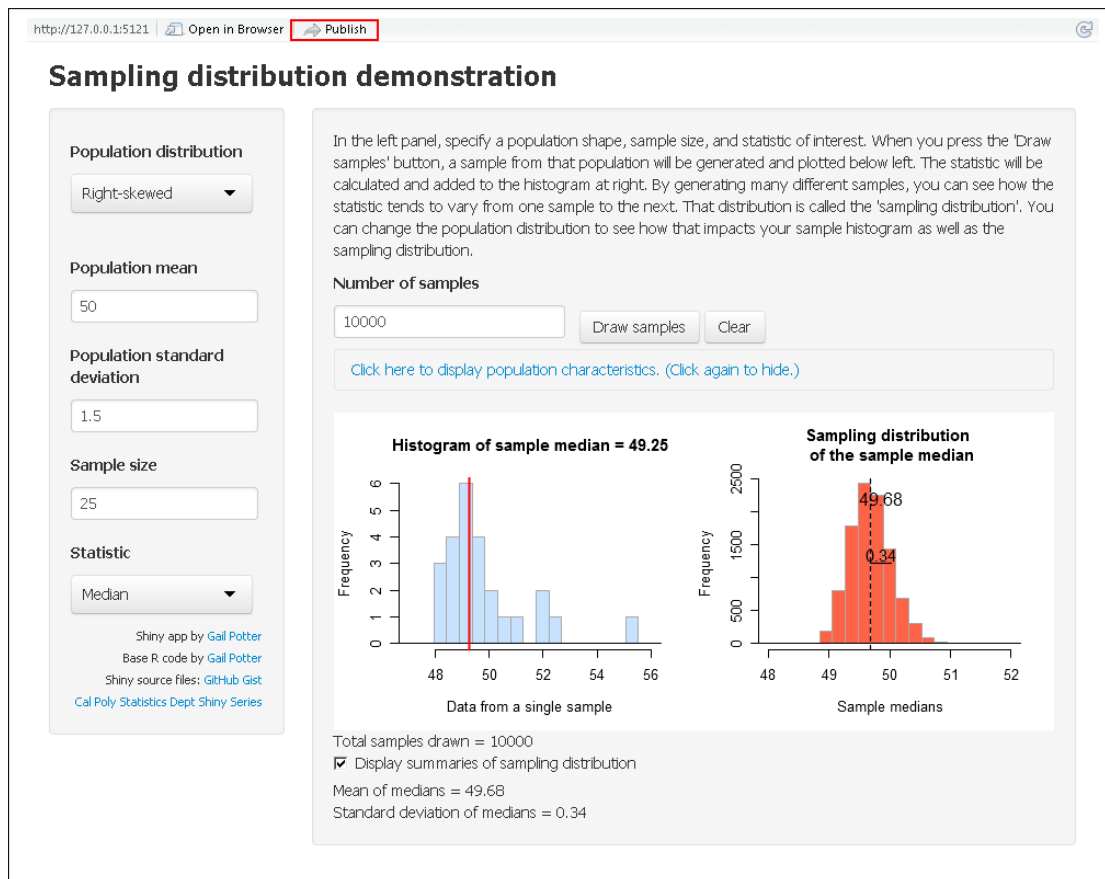 http://127.0.0.1:5121 Open in Browser Publish
Sampling distribution demonstration
Population distribution
Right-skewed
Population mean
50
Population standard
deviation
1.5
Sample size
25
Statistic
Median
Shiny app by Gail Potter
Base R code by Gail Potter
Shiny source files: GitHub Gist
Cal Poly Statistics Dept Shiny Series
In the left panel, specify a population shape, sample size, and statistic of interest. When you press the 'Draw
samples' button, a sample from that population will be generated and plotted below left. The statistic will be
calculated and added to the histogram at right. By generating many different samples, you can see how the
statistic tends to vary from one sample to the next. That distribution is called the 'sampling distribution'. You
can change the population distribution to see how that impacts your sample histogram as well as the
sampling distribution.
Number of samples
10000 Draw samples Clear
Click here to display population characteristics. (Click again to hide.)
Histogram of sample median = 49.25
Frequency
6
5
4
3
2
1
0
48 50 52 54 56
Data from a single sample
Sampling distribution
of the sample median
Frequency
2500
1500
500
0
49.68
0.34
48 49 50 51 52
Sample medians
Total samples drawn = 10000
Display summaries of sampling distribution
Mean of medians = 49.68
Standard deviation of medians = 0.34